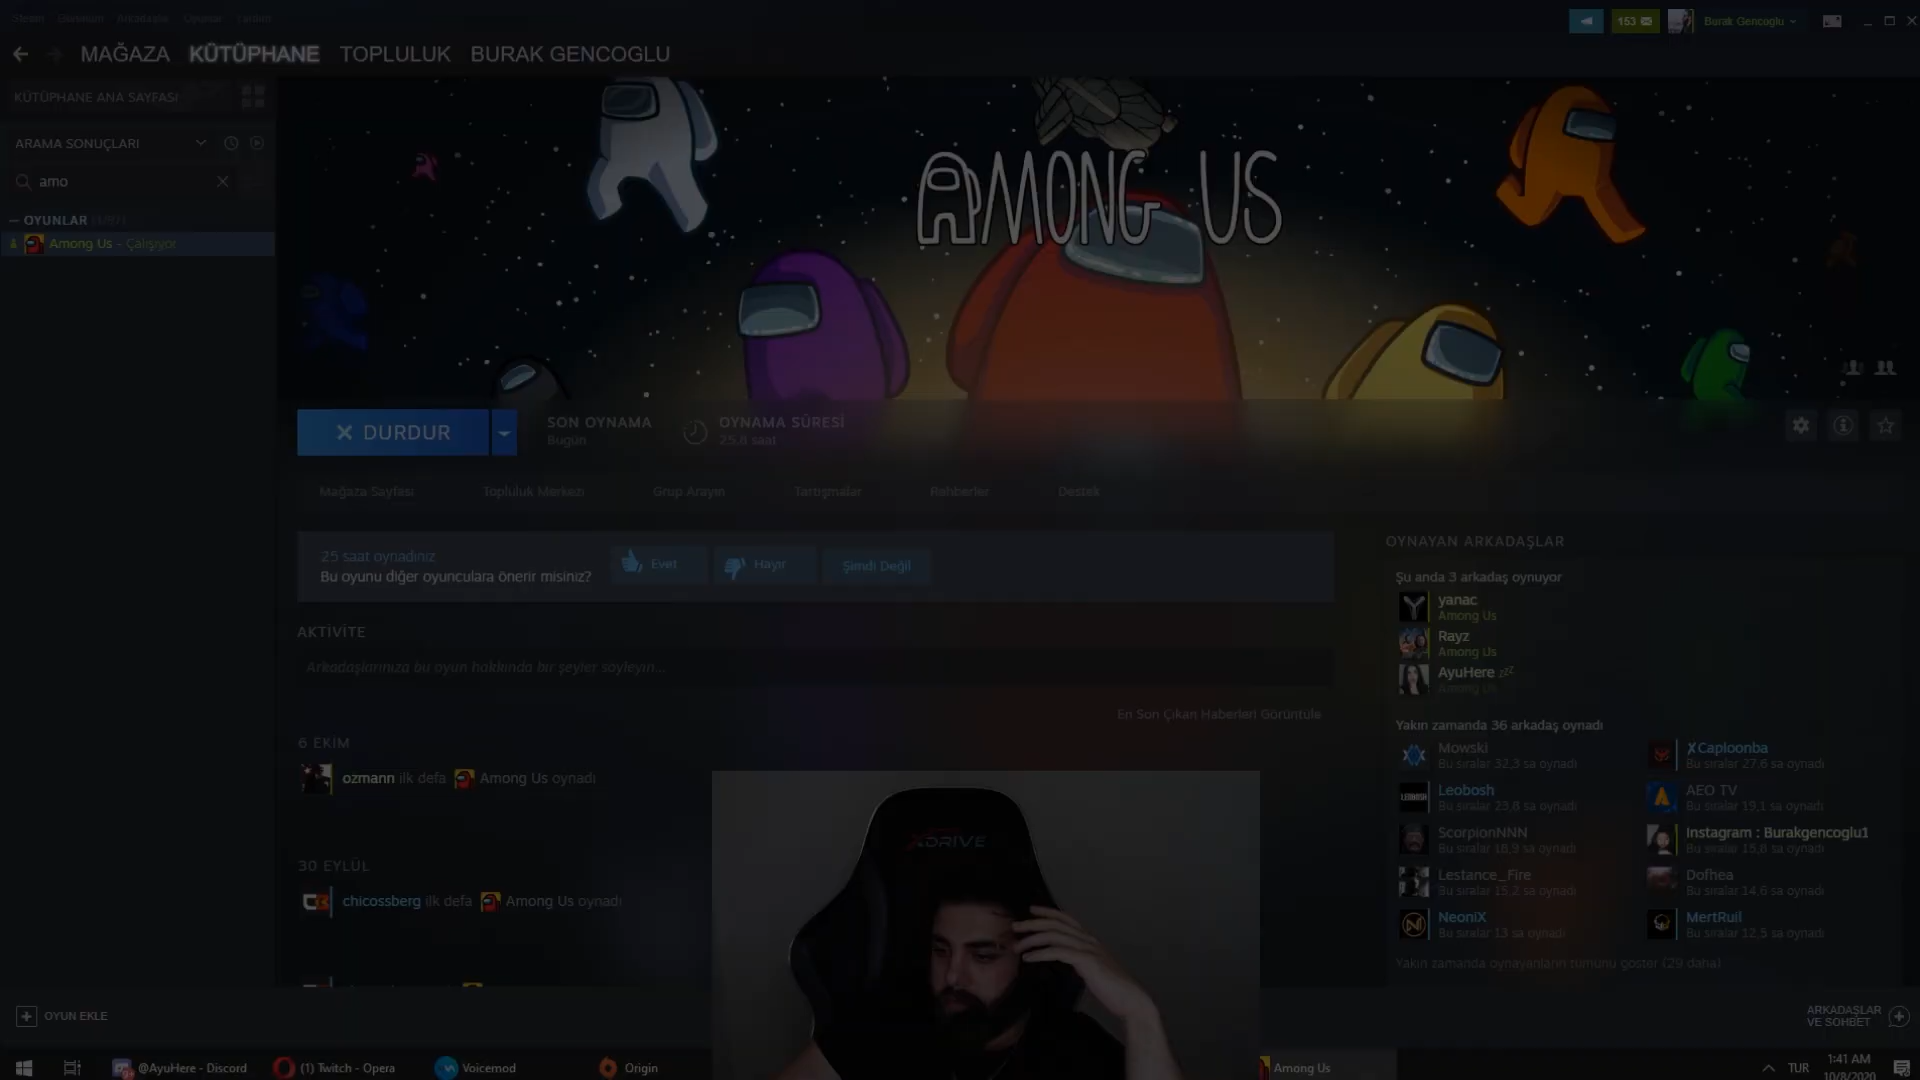 Steam Görünüm Arkadaşlar Oyunlar Yardım
153
Burak Gencoglu
MAĞAZA KÜTÜPHANE TOPLULUK BURAK GENCOGLU
KÜTÜPHANE ANA SAYFASI
ARAMA SONUÇLARI
amo
— OYUNLAR
Among Us - Çalışıyor
AMONG US
DURDUR
SON OYNAMA
Bugün
OYNAMA SÜRESİ
25,8 saat
Mağaza Sayfası Topluluk Merkezi Grup Arayın Tartışmalar Rehberler Destek
25 saat oynadınız
Bu oyunu diğer oyunculara önerir misiniz?
Evet
Hayır
Şimdi Değil
AKTİVİTE
Arkadaşlarınıza bu oyun hakkında bir şeyler söyleyin...
En Son Çıkan Haberleri Görüntüle
6 EKİM
ozmann ilk defa Among Us oynadı
30 EYLÜL
chicossberg ilk defa Among Us oynadı
OYNAYAN ARKADAŞLAR
Şu anda 3 arkadaş oynuyor
yanac
Among Us
Rayz
Among Us
AyuHere zzz
Among Us
Yakın zamanda 36 arkadaş oynadı
Mowski
Bu sıralar 32,3 sa oynadı
✗Caploonba
Bu sıralar 27,6 sa oynadı
Leobosh
Bu sıralar 23,8 sa oynadı
AEO TV
Bu sıralar 19,1 sa oynadı
ScorpionNNN
Bu sıralar 16,9 sa oynadı
Instagram : Burakgencoglu1
Bu sıralar 15,6 sa oynadı
Lestance_Fire
Bu sıralar 15,2 sa oynadı
Dofhea
Bu sıralar 14,6 sa oynadı
NeonIX
Bu sıralar 13 sa oynadı
MertRuil
Bu sıralar 12,5 sa oynadı
Yakın zamanda oynayanların tümünü göster (29 daha)
XDRIVE
OYUN EKLE
ARKADAŞLAR
VE SOHBET
@AyuHere - Discord
(1) Twitch - Opera
Voicemod
Origin
Among Us
TUR
1:41 AM
10/8/2020